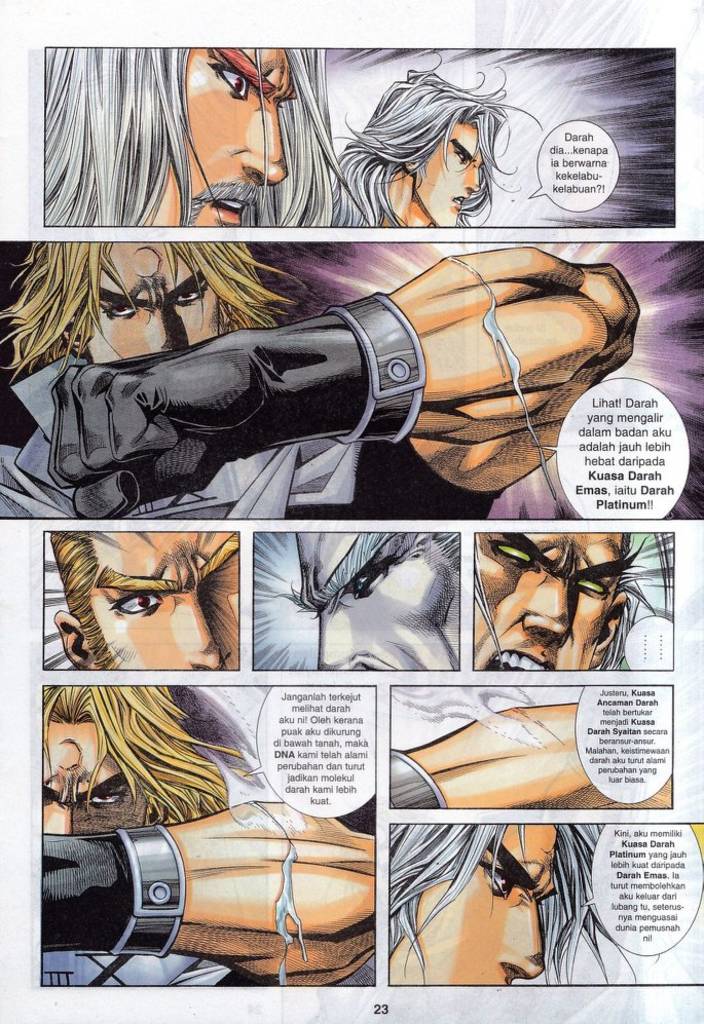 Darah
dia...kenapa
ia berwarna
kekelabu-
kelabuan?!
Lihat! Darah
yang mengalir
dalam badan aku
adalah jauh lebih
hebat daripada
Kuasa Darah
Emas, iaitu Darah
Platinum!!
......
Janganlah terkejut
melihat darah
aku ni! Oleh kerana
puak aku dikurung
di bawah tanah, maka
DNA kami telah alami
perubahan dan turut
jadikan molekul
darah kami lebih
kuat.
Justeru, Kuasa
Ancaman Darah
telah bertukar
menjadi Kuasa
Darah Syaitan secara
beransur-ansur.
Malahan, keistimewaan
darah aku turut alami
perubahan yang
luar biasa.
Kini, aku memiliki
Kuasa Darah
Platinum yang jauh
lebih kuat daripada
Darah Emas. Ia
turut membolehkan
aku keluar dari
lubang tu, seterus-
nya menguasai
dunia pemusnah
ni!
23